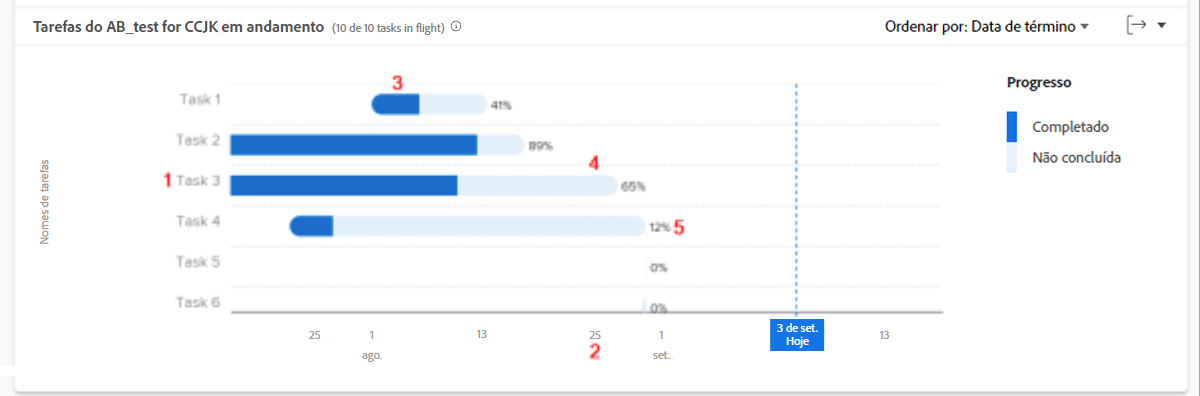 Tarefas do AB_test for CCJK em andamento (10 de 10 tasks in flight)
Ordenar por: Data de término
3
Progresso
Task 1
41%
Completado
Task 2
89%
Não concluída
4
1 Task 3
65%
Nomes de tarefas
Task 4
12% 5
Task 5
0%
Task 6
0%
25 1 13 25 1 13
3 de set.
Hoje
ago. 2 set.